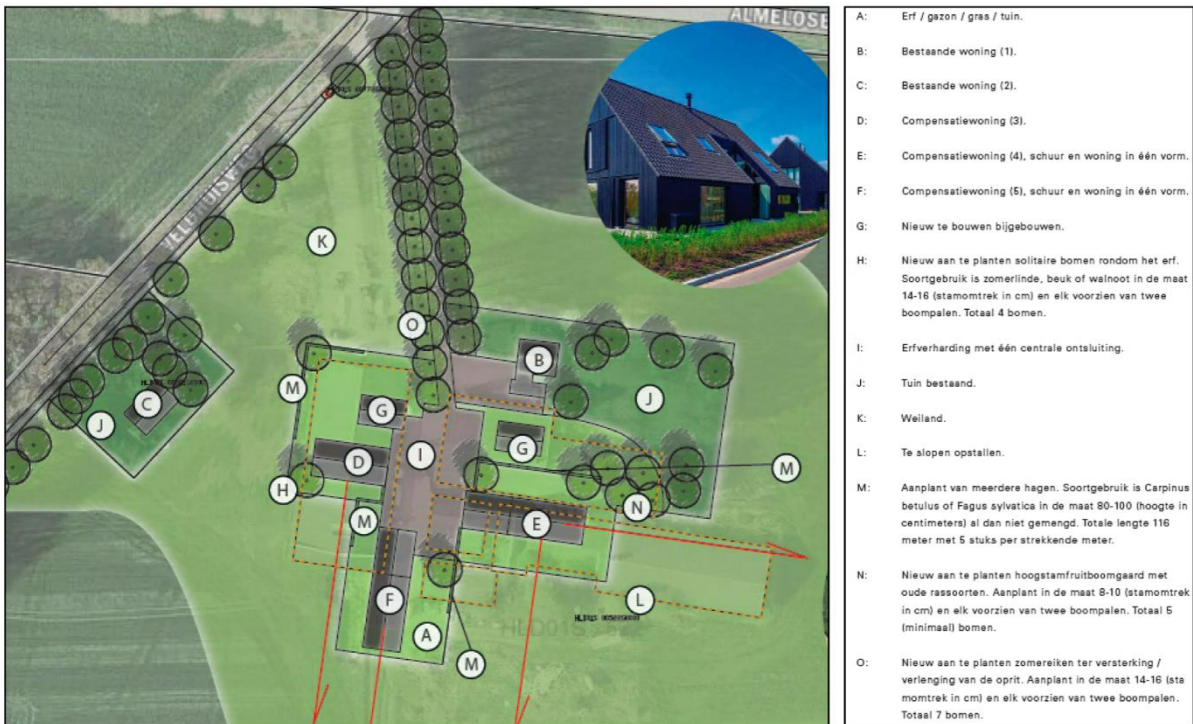 ALMELOSE
K
O
B
M
G
J
C
J
G
D
I
M
H
M
N
E
F
L
A
HLD01S
M
A: Erf / gazon / gras / tuin.
B: Bestaande woning (1).
C: Bestaande woning (2).
D: Compensatiewoning (3).
E: Compensatiewoning (4), schuur en woning in één vorm.
F: Compensatiewoning (5), schuur en woning in één vorm.
G: Nieuw te bouwen bijgebouwen.
H: Nieuw aan te planten solitaire bomen rondom het erf.
Soortgebruik is zomerlinde, beuk of walnoot in de maat
14-16 (stamomtrek in cm) en elk voorzien van twee
boompalen. Totaal 4 bomen.
I: Erfverharding met één centrale ontsluiting.
J: Tuin bestaand.
K: Weiland.
L: Te slopen opstallen.
M: Aanplant van meerdere hagen. Soortgebruik is Carpinus
betulus of Fagus sylvatica in de maat 80-100 (hoogte in
centimeters) al dan niet gemengd. Totale lengte 116
meter met 5 stuks per strekkende meter.
N: Nieuw aan te planten hoogstamfruitboomgaard met
oude rassoorten. Aanplant in de maat 8-10 (stamomtrek
in cm) en elk voorzien van twee boompalen. Totaal 5
(minimaal) bomen.
O: Nieuw aan te planten zomereiken ter versterking /
verlenging van de oprit. Aanplant in de maat 14-16 (sta
momtrek in cm) en elk voorzien van twee boompalen.
Totaal 7 bomen.